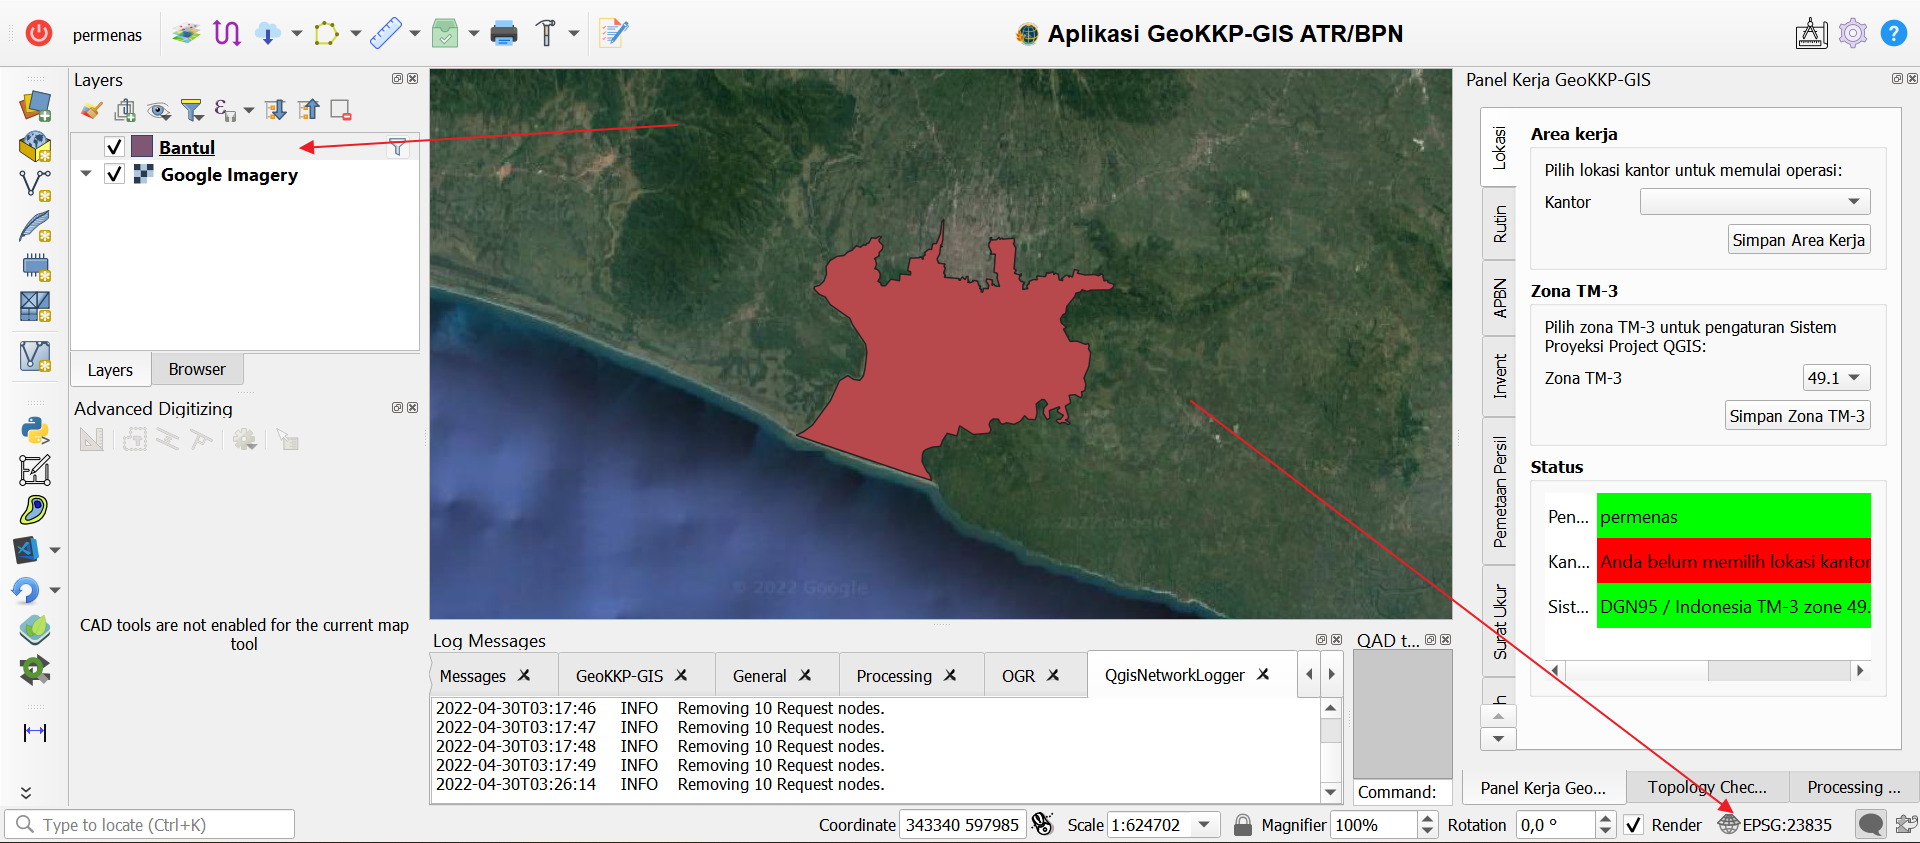 permenas
Aplikasi GeoKKP-GIS ATR/BPN
Layers
Bantul
Google Imagery
Layers
Browser
Advanced Digitizing
CAD tools are not enabled for the current map
tool
© 2022 Google
Log Messages
Messages
GeoKKP-GIS
General
Processing
OGR
QgisNetworkLogger
2022-04-30T03:17:46 INFO Removing 10 Request nodes.
2022-04-30T03:17:47 INFO Removing 10 Request nodes.
2022-04-30T03:17:48 INFO Removing 10 Request nodes.
2022-04-30T03:17:49 INFO Removing 10 Request nodes.
2022-04-30T03:26:14 INFO Removing 10 Request nodes.
QAD t...
Command:
Panel Kerja GeoKKP-GIS
Lokasi
Rutin
APBN
Invent
Pemetaan Persil
Surat Ukur
Area kerja
Pilih lokasi kantor untuk memulai operasi:
Kantor
Simpan Area Kerja
Zona TM-3
Pilih zona TM-3 untuk pengaturan Sistem
Proyeksi Project QGIS:
Zona TM-3 49.1
Simpan Zona TM-3
Status
Pen... permenas
Kan... Anda belum memilih lokasi kantor
Sist... DGN95 / Indonesia TM-3 zone 49.
Panel Kerja Geo...
Topology Chec...
Processing ...
Type to locate (Ctrl+K)
Coordinate 343340 597985
Scale 1:624702
Magnifier 100%
Rotation 0,0 °
Render
EPSG:23835